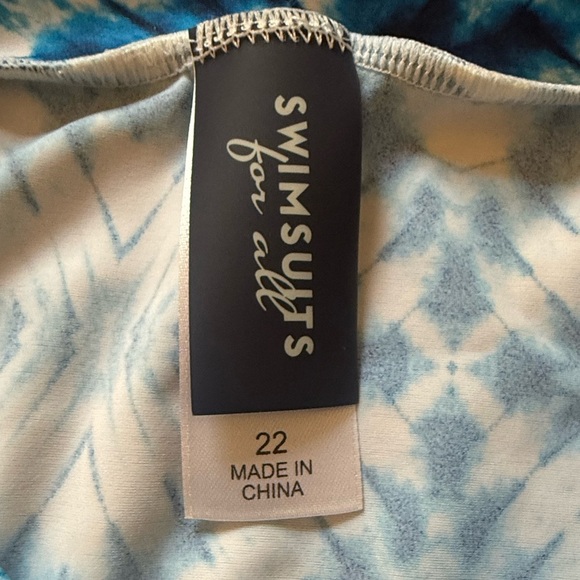 SWIMSUITS
for all
22
MADE IN
CHINA